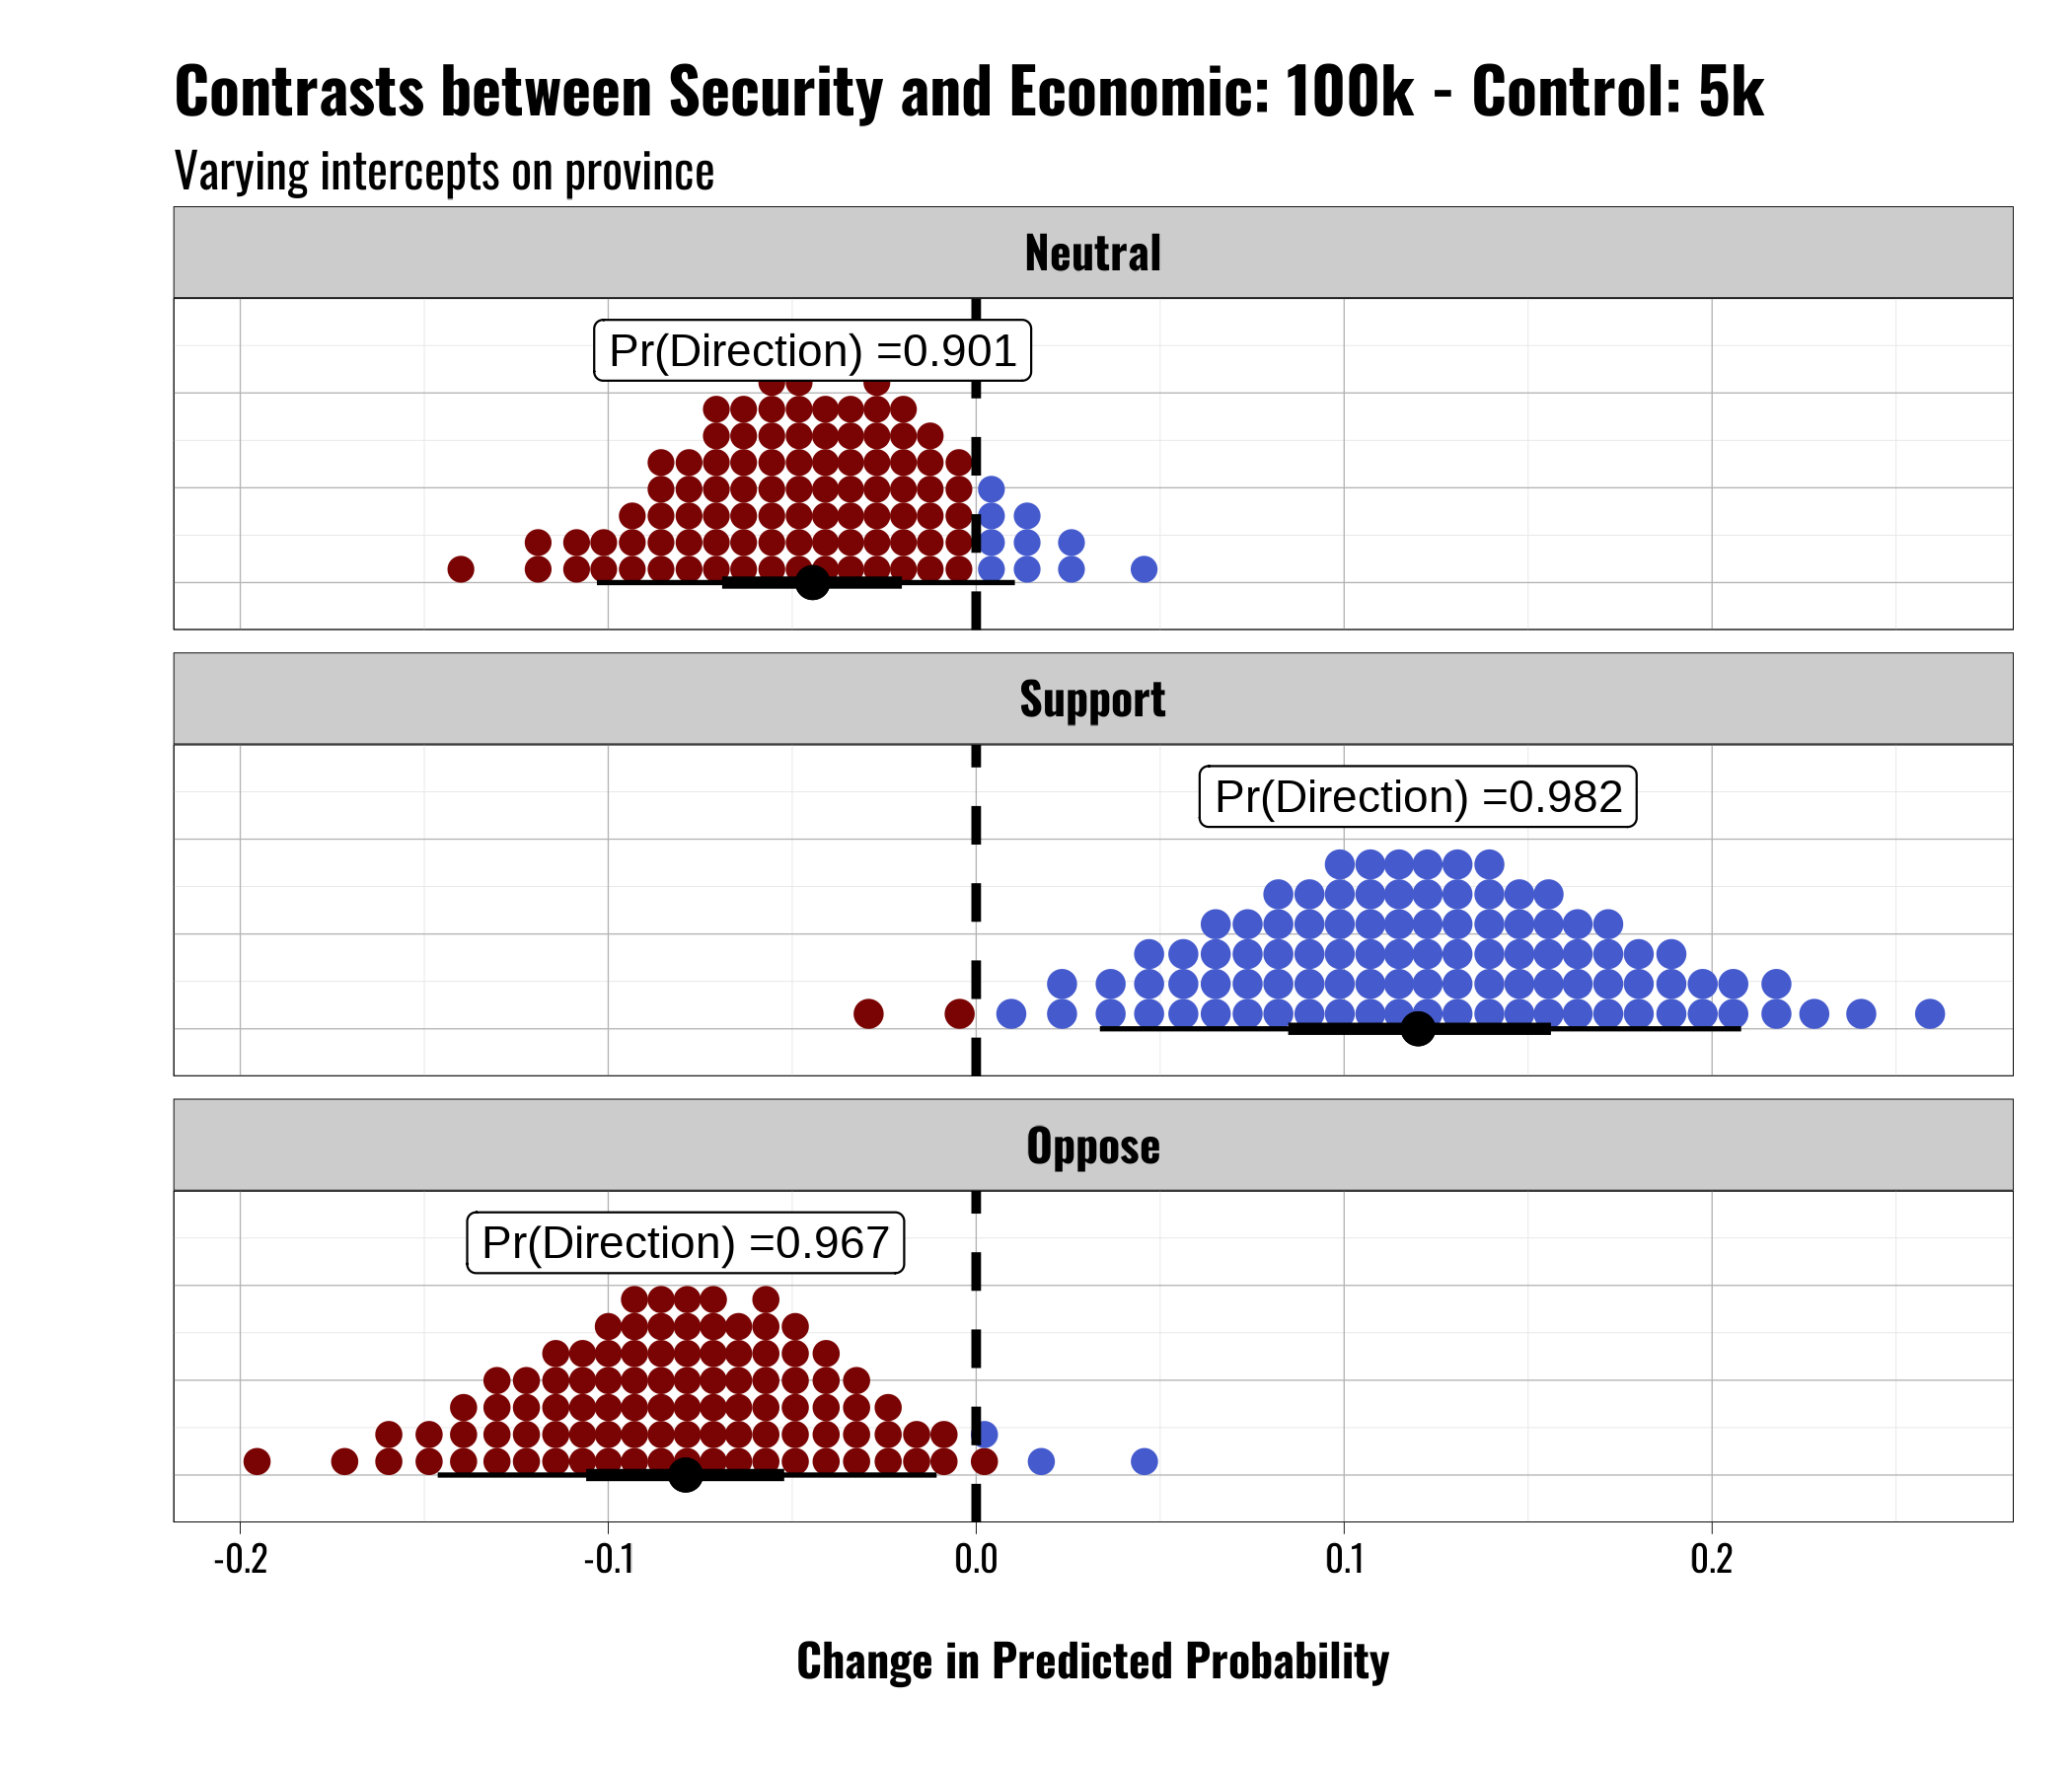 Contrasts between Security and Economic: 100k - Control: 5k
Varying intercepts on province
Neutral
Pr(Direction) =0.901
Support
Pr(Direction) =0.982
Oppose
Pr(Direction) =0.967
-0.2 -0.1 0.0 0.1 0.2
Change in Predicted Probability